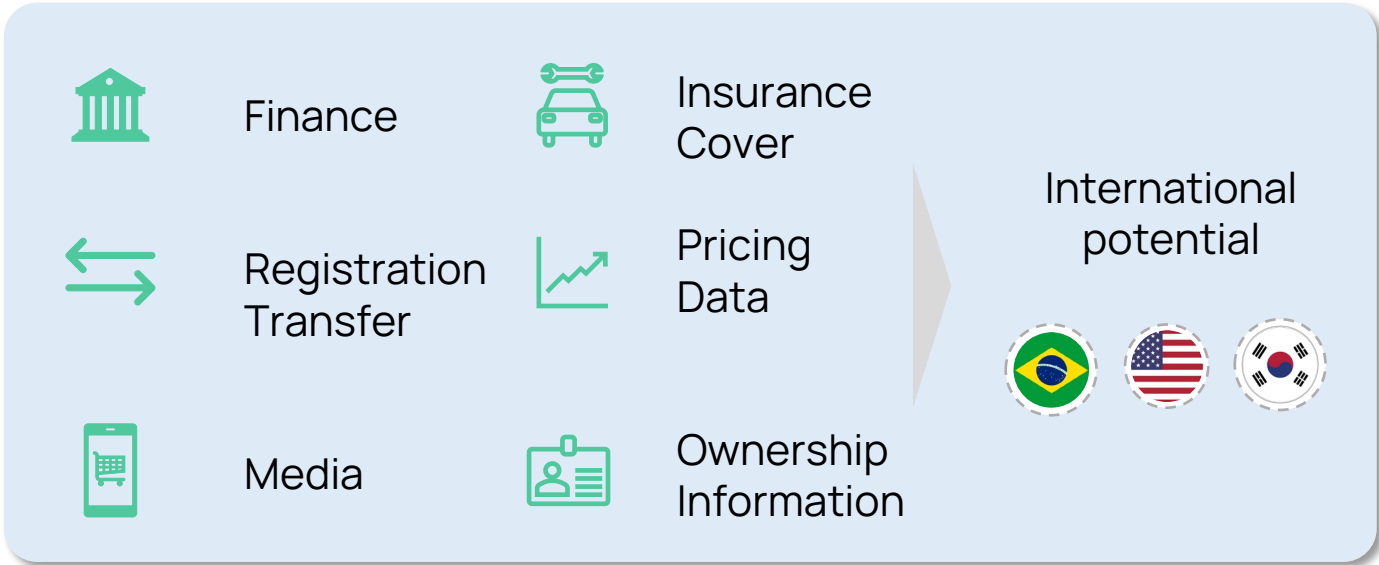 Finance
Insurance
Cover
Registration
Transfer
Pricing
Data
Media
Ownership
Information
International
potential